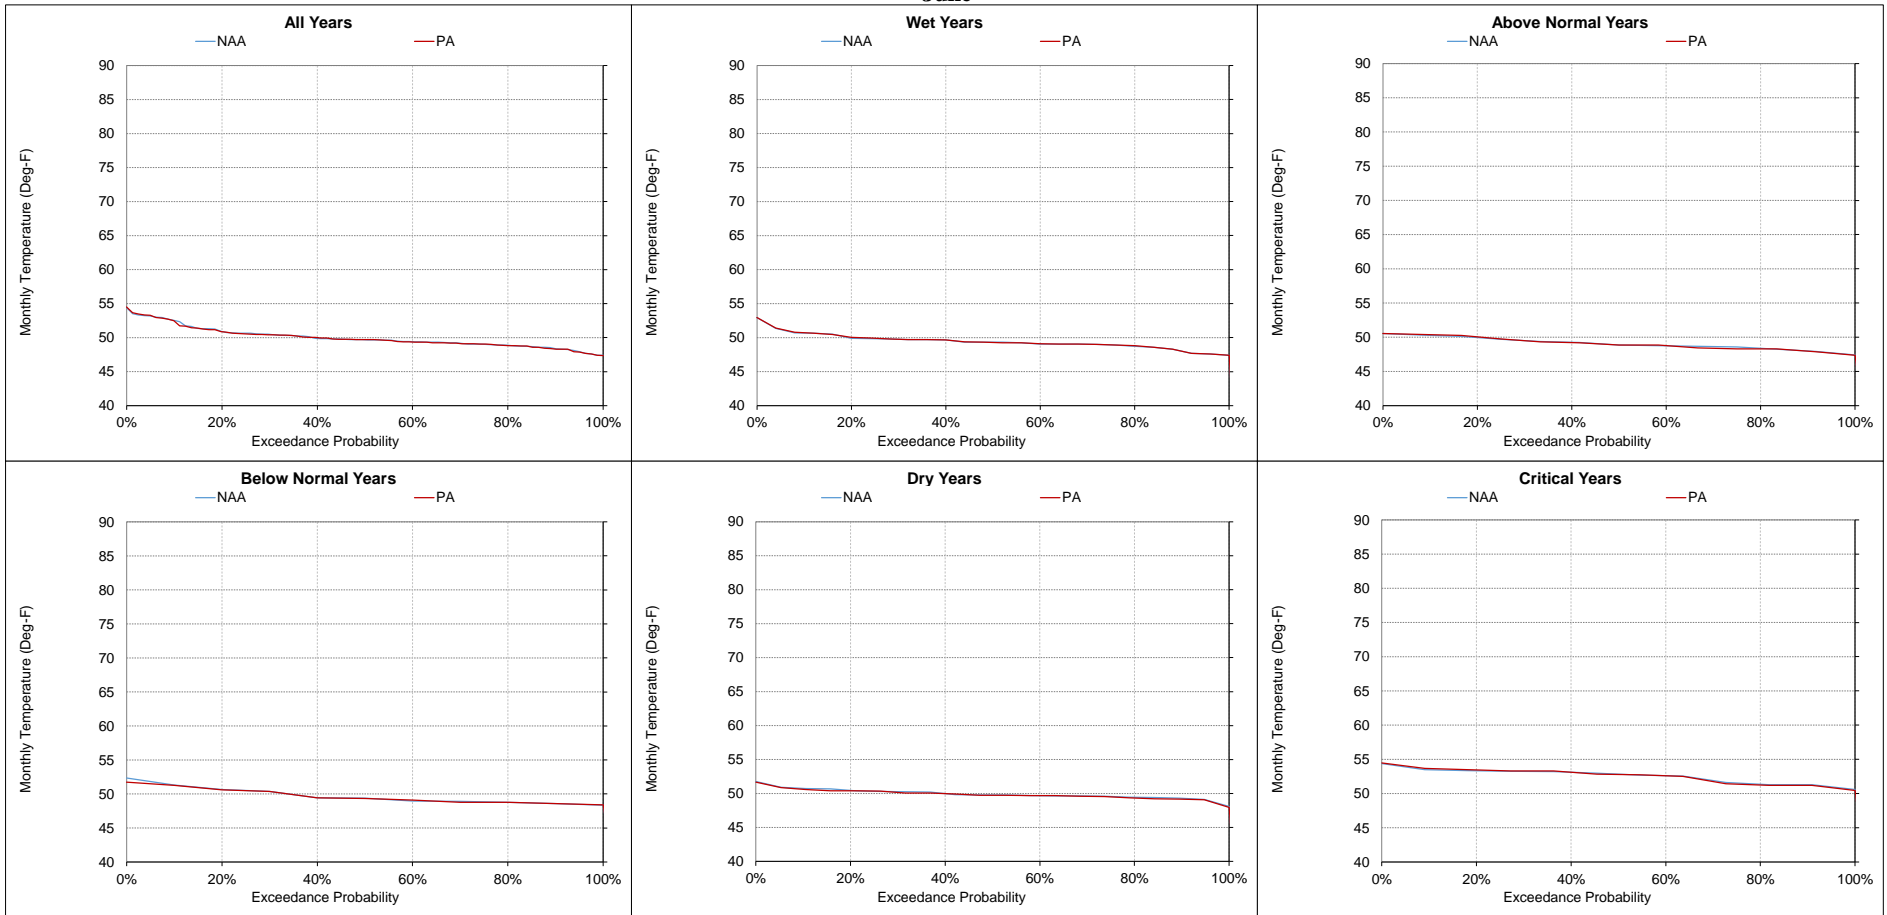 All Years
NAA PA
90
85
80
75
70
65
60
55
50
45
40
0% 20% 40% 60% 80% 100%
Monthly Temperature (Deg-F)
Exceedance Probability
Wet Years
NAA PA
90
85
80
75
70
65
60
55
50
45
40
0% 20% 40% 60% 80% 100%
Monthly Temperature (Deg-F)
Exceedance Probability
Above Normal Years
NAA PA
90
85
80
75
70
65
60
55
50
45
40
0% 20% 40% 60% 80% 100%
Monthly Temperature (Deg-F)
Exceedance Probability
Below Normal Years
NAA PA
90
85
80
75
70
65
60
55
50
45
40
0% 20% 40% 60% 80% 100%
Monthly Temperature (Deg-F)
Exceedance Probability
Dry Years
NAA PA
90
85
80
75
70
65
60
55
50
45
40
0% 20% 40% 60% 80% 100%
Monthly Temperature (Deg-F)
Exceedance Probability
Critical Years
NAA PA
90
85
80
75
70
65
60
55
50
45
40
0% 20% 40% 60% 80% 100%
Monthly Temperature (Deg-F)
Exceedance Probability